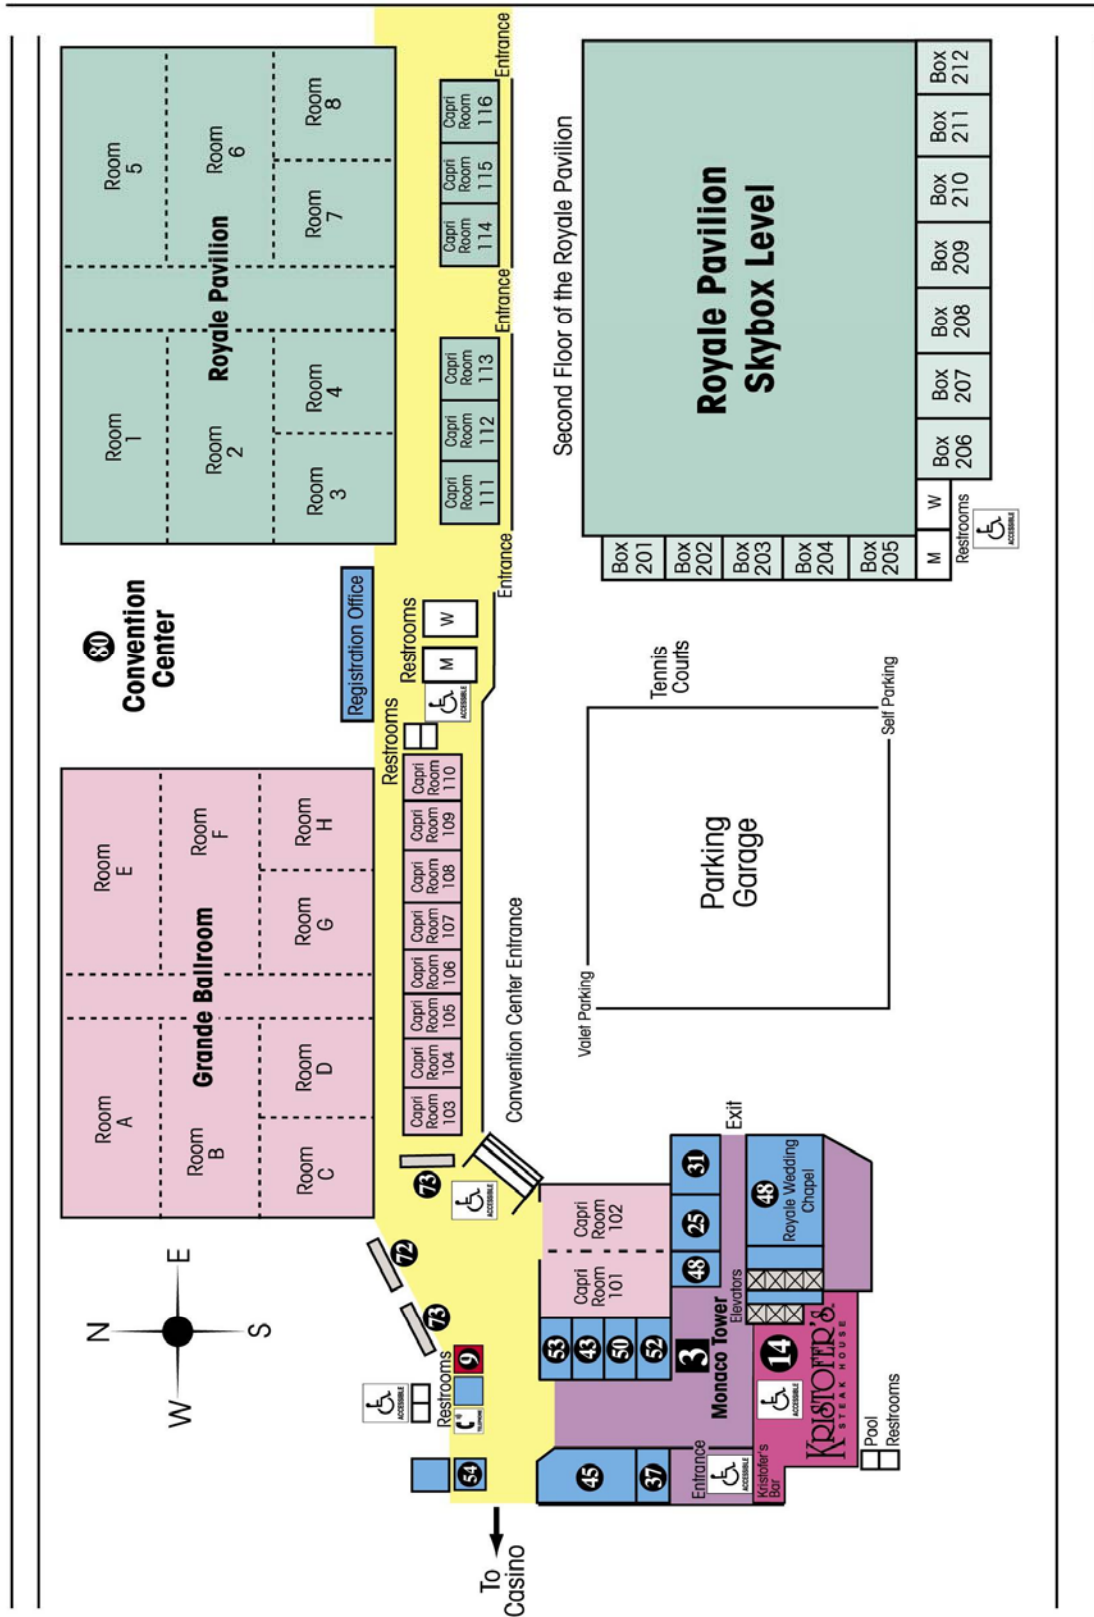 80
Convention
Center
Grande Ballroom
Room
A
Room
B
Room
C
Room
D
Room
E
Room
F
Room
G
Room
H
Royale Pavilion
Room
1
Room
2
Room
3
Room
4
Room
5
Room
6
Room
7
Room
8
Registration Office
N
W
E
S
72
73
73
ACCESSIBLE
Restrooms
ACCESSIBLE
9
TELEPHONE
54
To
Casino
Capri
Room
103
Capri
Room
104
Capri
Room
105
Capri
Room
106
Capri
Room
107
Capri
Room
108
Capri
Room
109
Capri
Room
110
Restrooms
ACCESSIBLE
Restrooms
M
W
Capri
Room
111
Capri
Room
112
Capri
Room
113
Capri
Room
114
Capri
Room
115
Capri
Room
116
Entrance
Entrance
Entrance
Convention Center Entrance
Capri
Room
101
Capri
Room
102
53
43
50
52
45
37
48
25
31
3
Monaco Tower
Elevators
Exit
Entrance
ACCESSIBLE
48
Royale Wedding
Chapel
14
ACCESSIBLE
KRISTOFER'S
STEAK HOUSE
Kristofer's
Bar
Pool
Restrooms
Valet Parking
Parking
Garage
Self Parking
Tennis
Courts
Second Floor of the Royale Pavilion
Royale Pavilion
Skybox Level
Box
201
Box
202
Box
203
Box
204
Box
205
M
W
Restrooms
ACCESSIBLE
Box
206
Box
207
Box
208
Box
209
Box
210
Box
211
Box
212